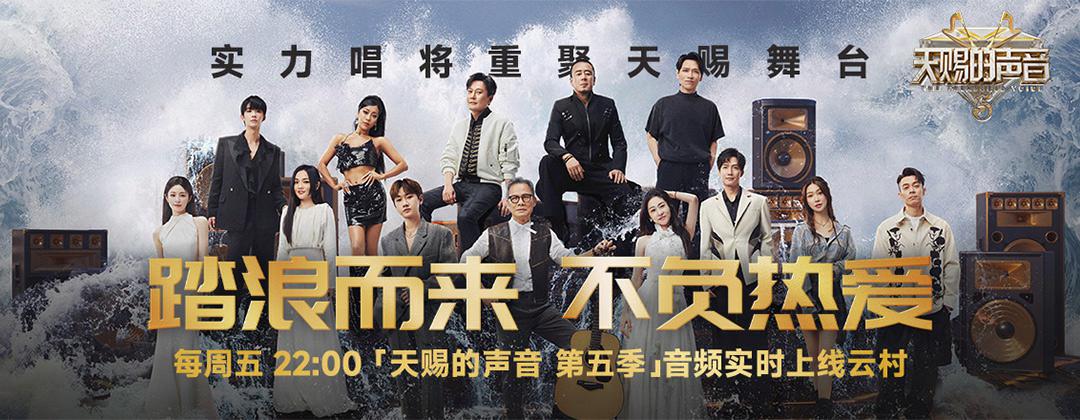 实力唱将重聚天赐舞台
天赐的声音
5
踏浪而来 不负热爱
每周五 22:00「天赐的声音 第五季」音频实时上线云村